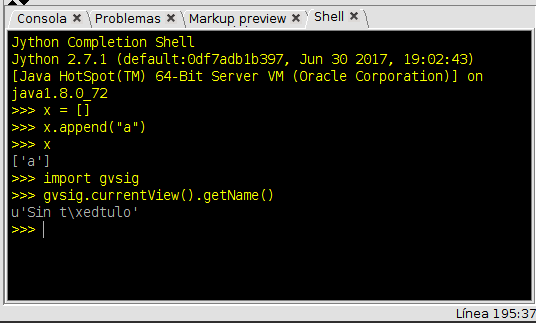 Consola Problemas Markup preview Shell
Jython Completion Shell
Jython 2.7.1 (default:0df7adb1b397, Jun 30 2017, 19:02:43)
[Java HotSpot(TM) 64-Bit Server VM (Oracle Corporation)] on
java1.8.0_72
>>> x = []
>>> x.append("a")
>>> x
['a']
>>> import gvsig
>>> gvsig.currentView().getName()
u'Sin t\xedtulo'
>>>
Línea 195:37